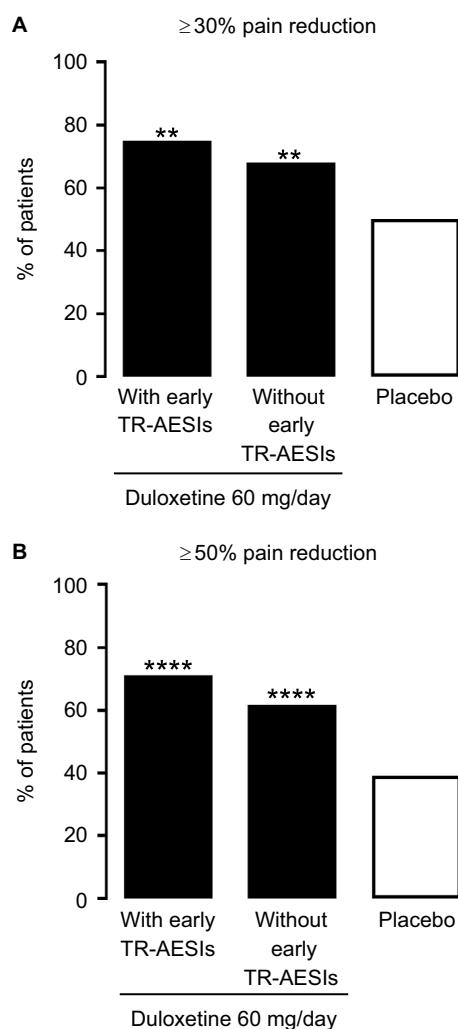 A
≥30% pain reduction
% of patients
100
80
60
40
20
0
**
**
With early
TR-AESIs
Without
early
TR-AESIs
Placebo
Duloxetine 60 mg/day
B
≥50% pain reduction
% of patients
100
80
60
40
20
0
****
****
With early
TR-AESIs
Without
early
TR-AESIs
Placebo
Duloxetine 60 mg/day